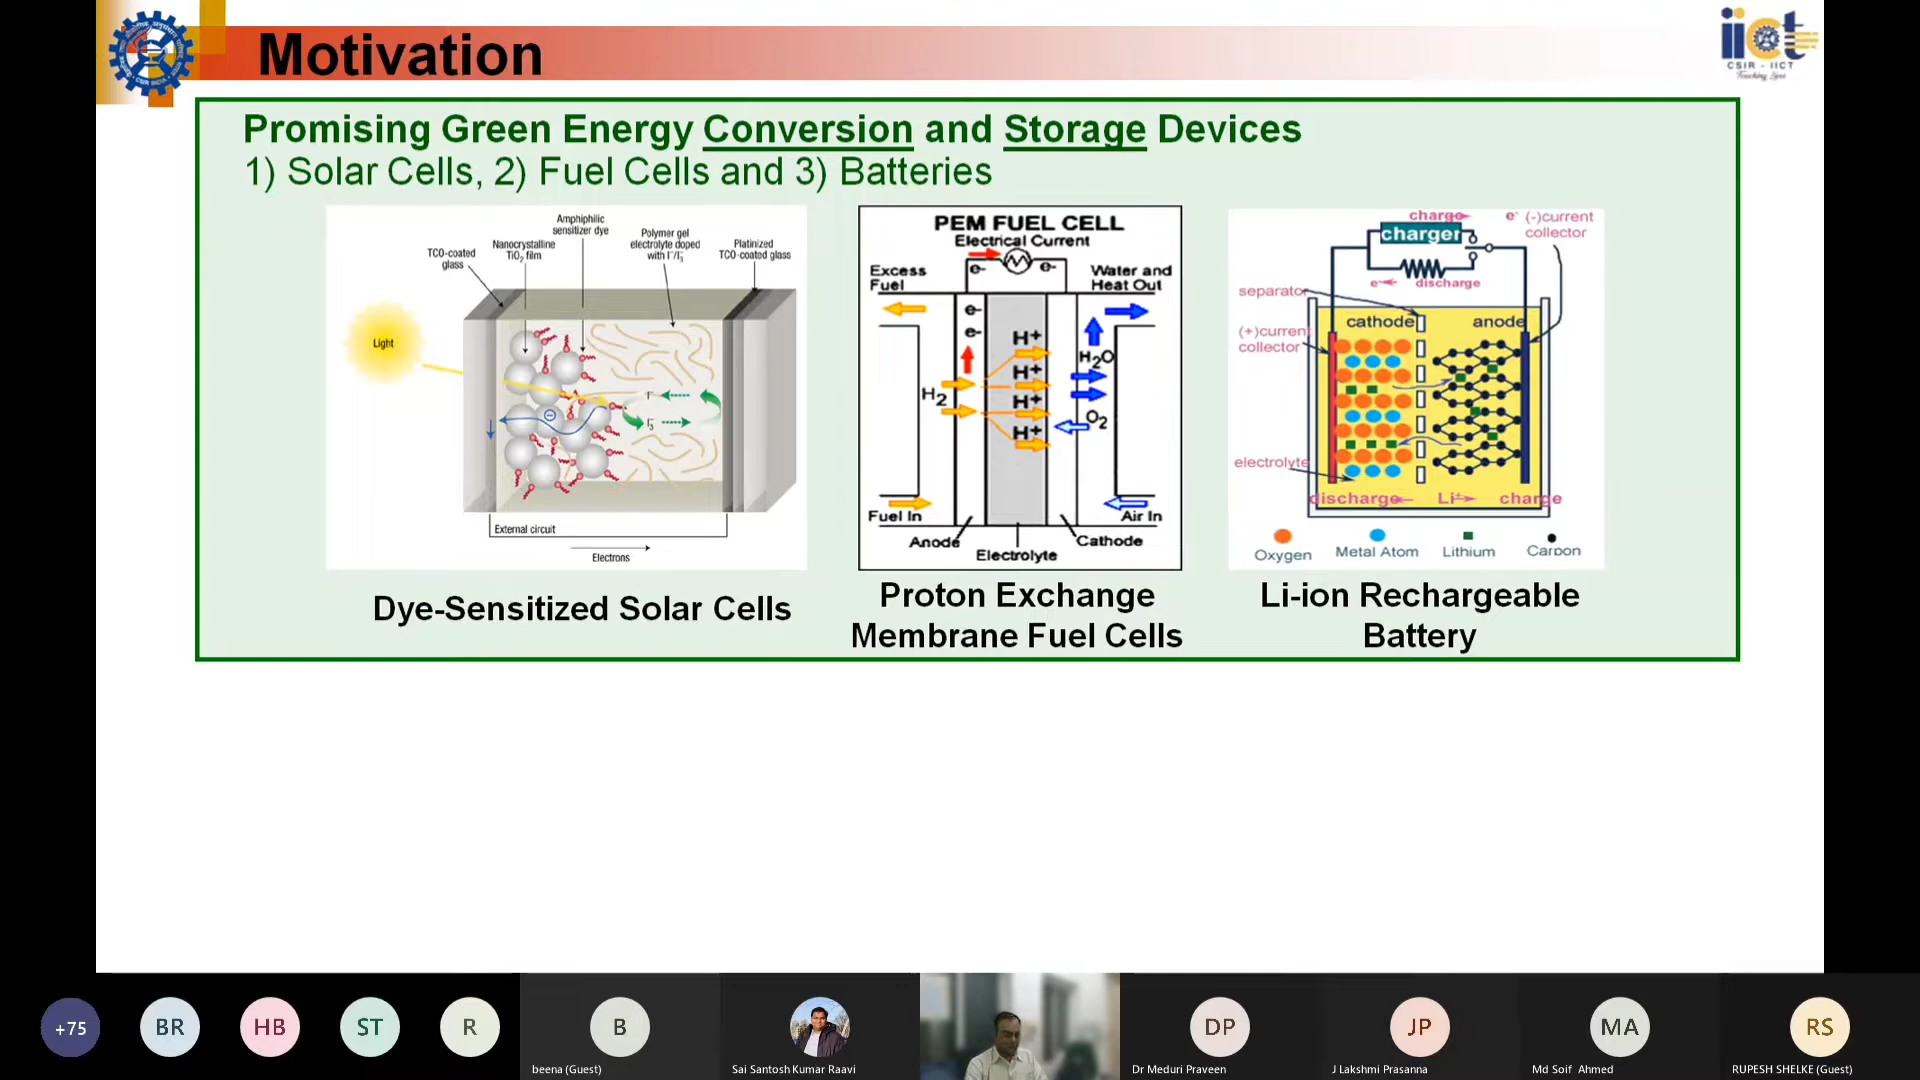 Motivation
iict
CSIR - IICT
Touching lives
Promising Green Energy Conversion and Storage Devices
1) Solar Cells, 2) Fuel Cells and 3) Batteries
TCO-coated
glass
Nanocrystalline
TiO2 film
Amphiphilic
sensitizer dye
Polymer gel
electrolyte doped
with I-/I3-
Platinized
TCO-coated glass
Light
I-
I3-
External circuit
Electrons
Dye-Sensitized Solar Cells
PEM FUEL CELL
Electrical Current
e- e-
Excess
Fuel
Water and
Heat Out
e-
e-
H+
H+
H+
H+
H2
H2O
O2
Fuel In
Air In
Anode
Electrolyte
Cathode
Proton Exchange
Membrane Fuel Cells
charge
e- (-)current
collector
charger
e- discharge
separator
(+)current
collector
cathode
anode
electrolyte
discharge Li+ charge
Oxygen Metal Atom Lithium Carbon
Li-ion Rechargeable
Battery
+75 BR HB ST R B DP JP MA RS
beena (Guest) Sai Santosh Kumar Raavi Dr Meduri Praveen J Lakshmi Prasanna Md Soif Ahmed RUPESH SHELKE (Guest)